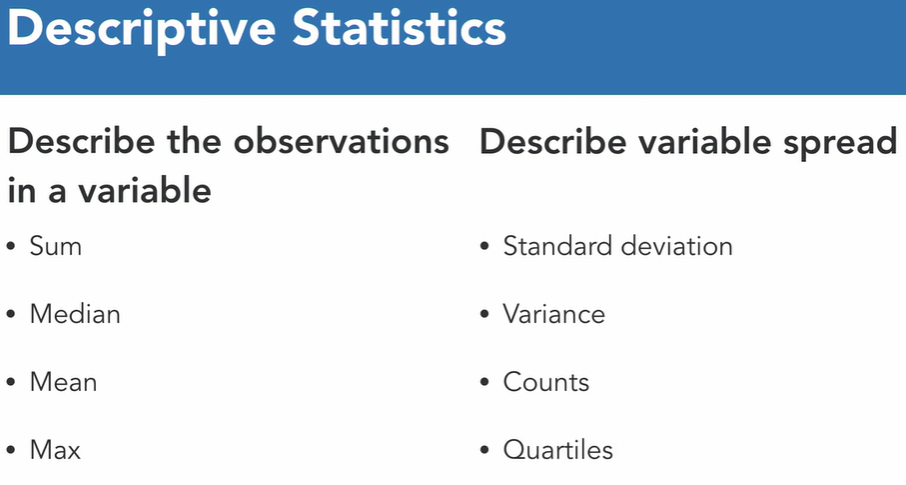 Descriptive Statistics
Describe the observations
in a variable
• Sum
• Median
• Mean
• Max
Describe variable spread
• Standard deviation
• Variance
• Counts
• Quartiles